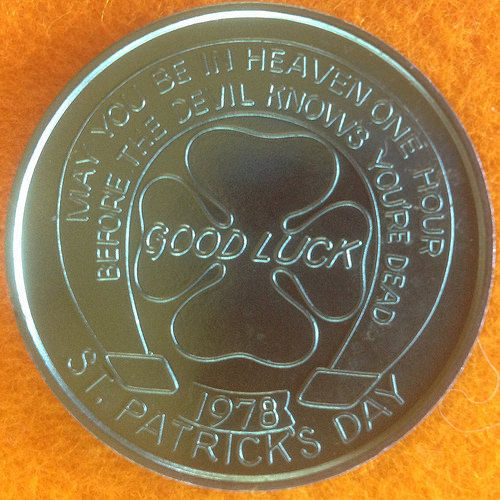 MAY YOU BE IN HEAVEN ONE HOUR
BEFORE THE DEVIL KNOWS YOU'RE DEAD
GOOD LUCK
1978
ST. PATRICK'S DAY